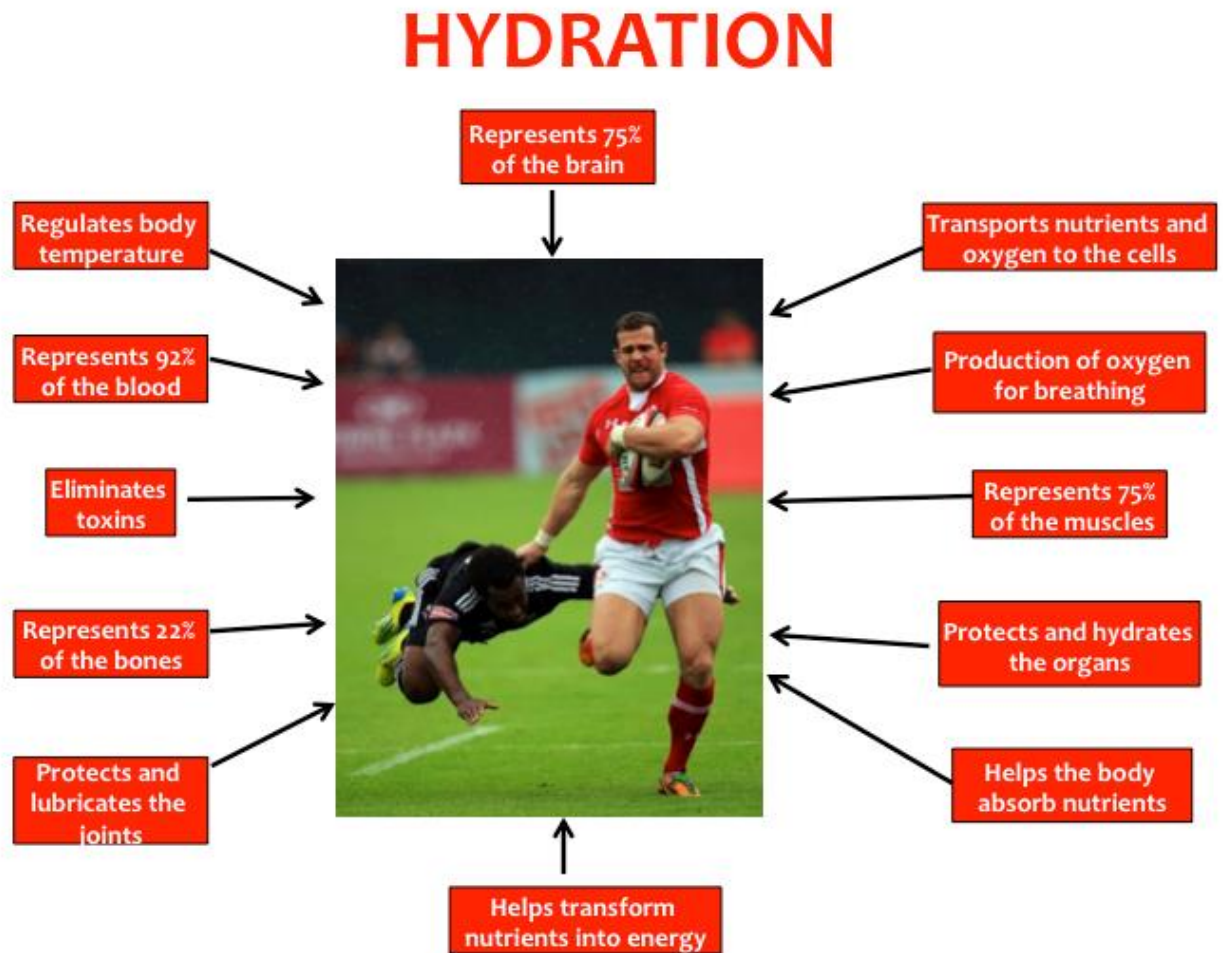 HYDRATION
Represents 75%
of the brain
Regulates body
temperature
Transports nutrients and
oxygen to the cells
Represents 92%
of the blood
Production of oxygen
for breathing
Eliminates
toxins
Represents 75%
of the muscles
Represents 22%
of the bones
Protects and hydrates
the organs
Protects and
lubricates the
joints
Helps the body
absorb nutrients
Helps transform
nutrients into energy